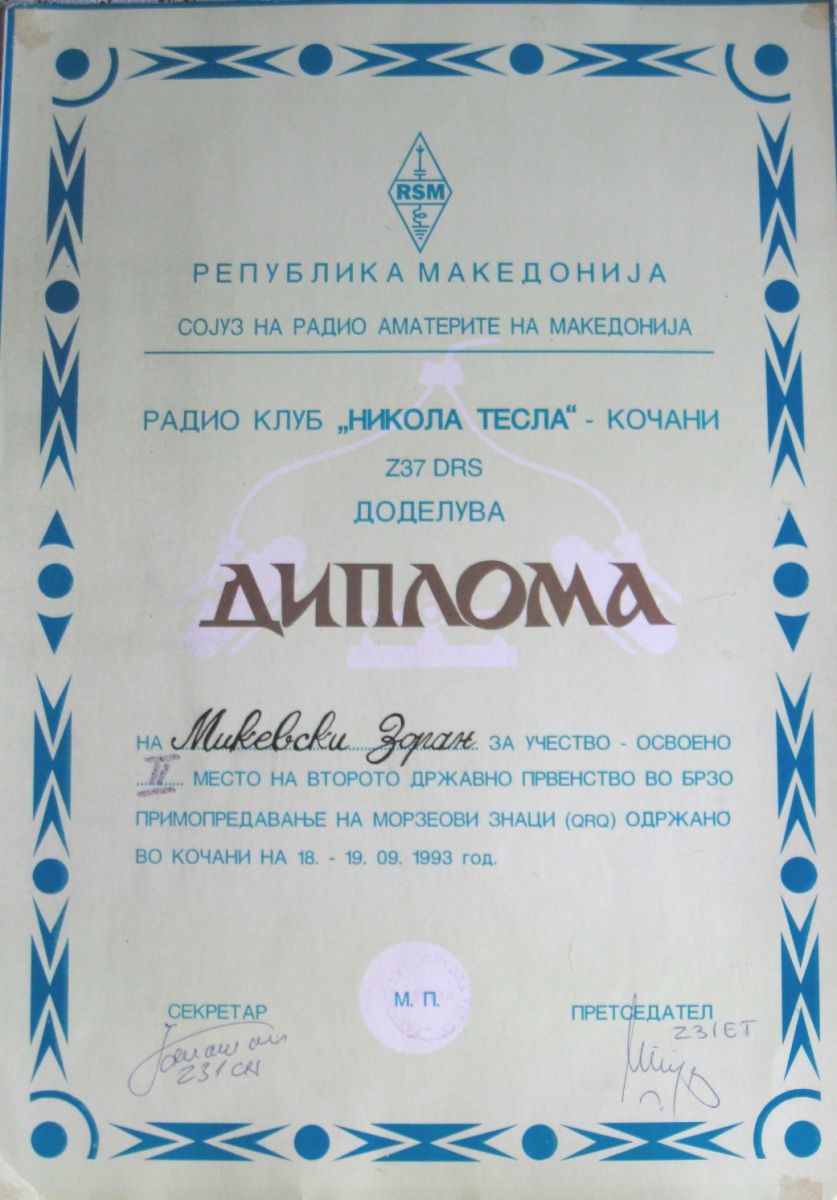 RSM
РЕПУБЛИКА МАКЕДОНИЈА
СОЈУЗ НА РАДИО АМАТЕРИТЕ НА МАКЕДОНИЈА
РАДИО КЛУБ „НИКОЛА ТЕСЛА“ - КОЧАНИ
Z37 DRS
ДОДЕЛУВА
ДИПЛОМА
НА Микевски Зоран ЗА УЧЕСТВО - ОСВОЕНО
II МЕСТО НА ВТОРОТО ДРЖАВНО ПРВЕНСТВО ВО БРЗО
ПРИМОПРЕДАВАЊЕ НА МОРЗЕОВИ ЗНАЦИ (QRQ) ОДРЖАНО
ВО КОЧАНИ НА 18. - 19. 09. 1993 год.
СЕКРЕТАР
М. П.
ПРЕТСЕДАТЕЛ
Z31ET